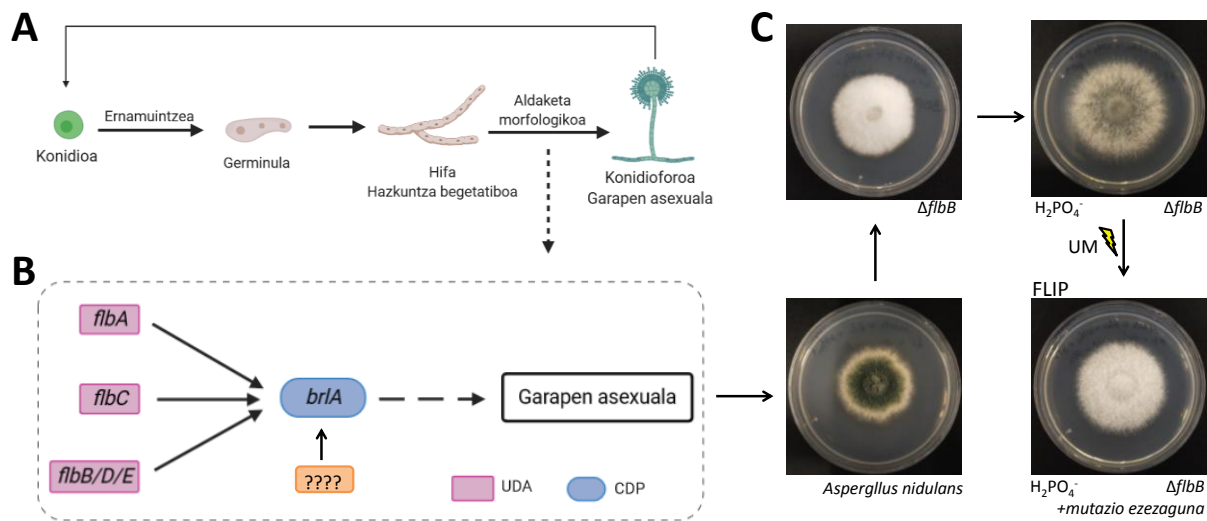 A
Konidioa
Ernamuintzea
Germinula
Hifa
Hazkuntza begetatiboa
Aldaketa
morfologikoa
Konidioforoa
Garapen asexuala
B
flbA
flbC
flbB/D/E
brlA
????
Garapen asexuala
UDA
CDP
C
ΔflbB
H₂PO₄⁻
ΔflbB
UM
FLIP
Aspergllus nidulans
H₂PO₄⁻
ΔflbB
+mutazio ezezaguna